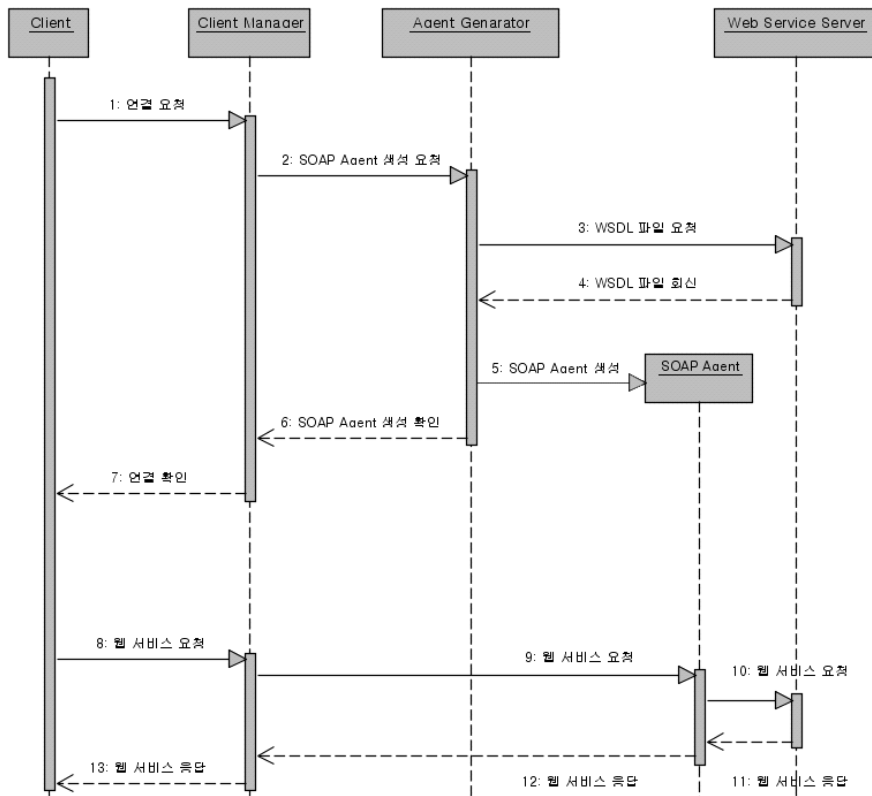 Client
Client Manager
Agent Genarator
Web Service Server
1: 연결 요청
2: SOAP Agent 생성 요청
3: WSDL 파일 요청
4: WSDL 파일 회신
5: SOAP Agent 생성
SOAP Agent
6: SOAP Agent 생성 확인
7: 연결 확인
8: 웹 서비스 요청
9: 웹 서비스 요청
10: 웹 서비스 요청
13: 웹 서비스 응답
12: 웹 서비스 응답
11: 웹 서비스 응답